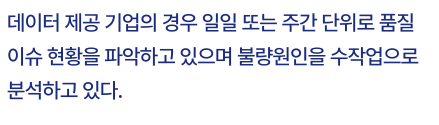 데이터 제공 기업의 경우 일일 또는 주간 단위로 품질
이슈 현황을 파악하고 있으며 불량원인을 수작업으로
분석하고 있다.